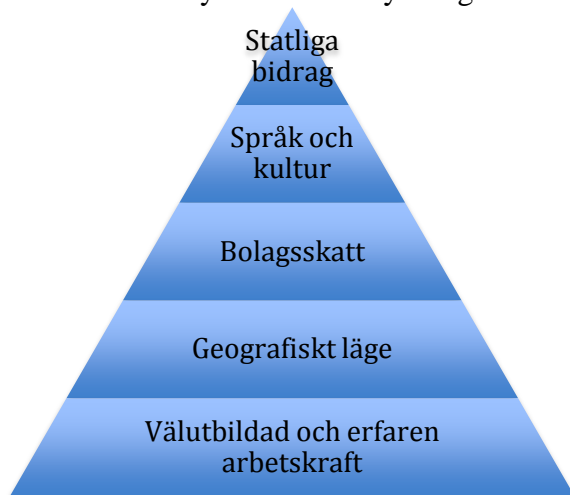 Statliga
bidrag
Språk och
kultur
Bolagsskatt
Geografiskt läge
Välutbildad och erfaren
arbetskraft